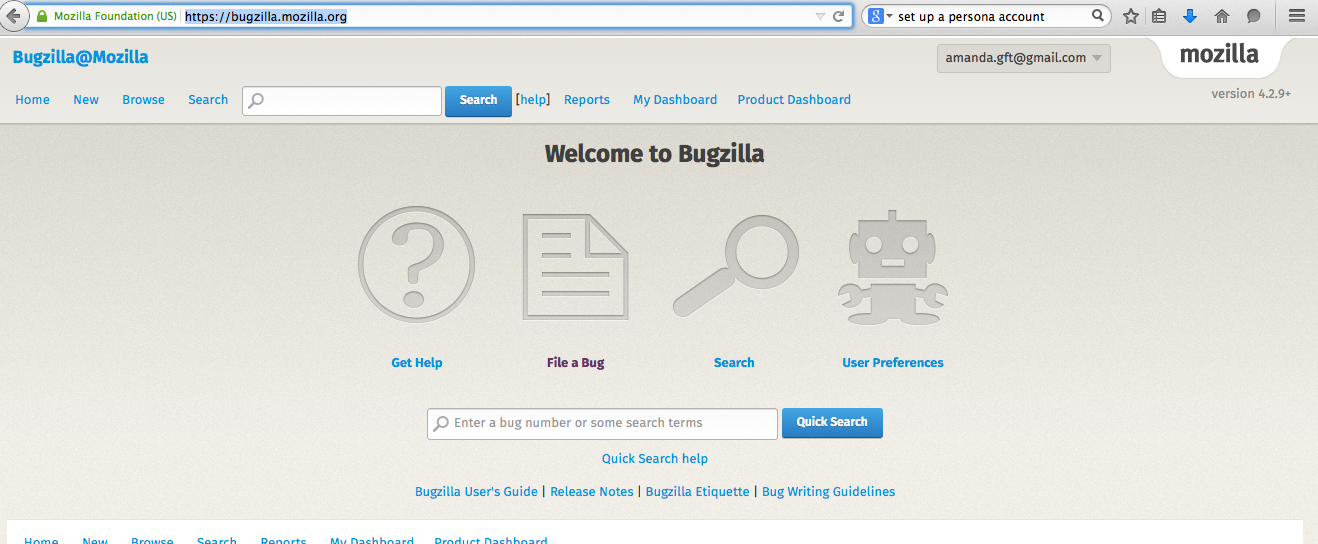 Mozilla Foundation (US) https://bugzilla.mozilla.org 8 set up a persona account
Bugzilla@Mozilla amanda.gft@gmail.com mozilla
Home New Browse Search Search [help] Reports My Dashboard Product Dashboard version 4.2.9+
Welcome to Bugzilla
Get Help File a Bug Search User Preferences
Enter a bug number or some search terms Quick Search
Quick Search help
Bugzilla User's Guide | Release Notes | Bugzilla Etiquette | Bug Writing Guidelines
Home New Browse Search Reports My Dashboard Product Dashboard